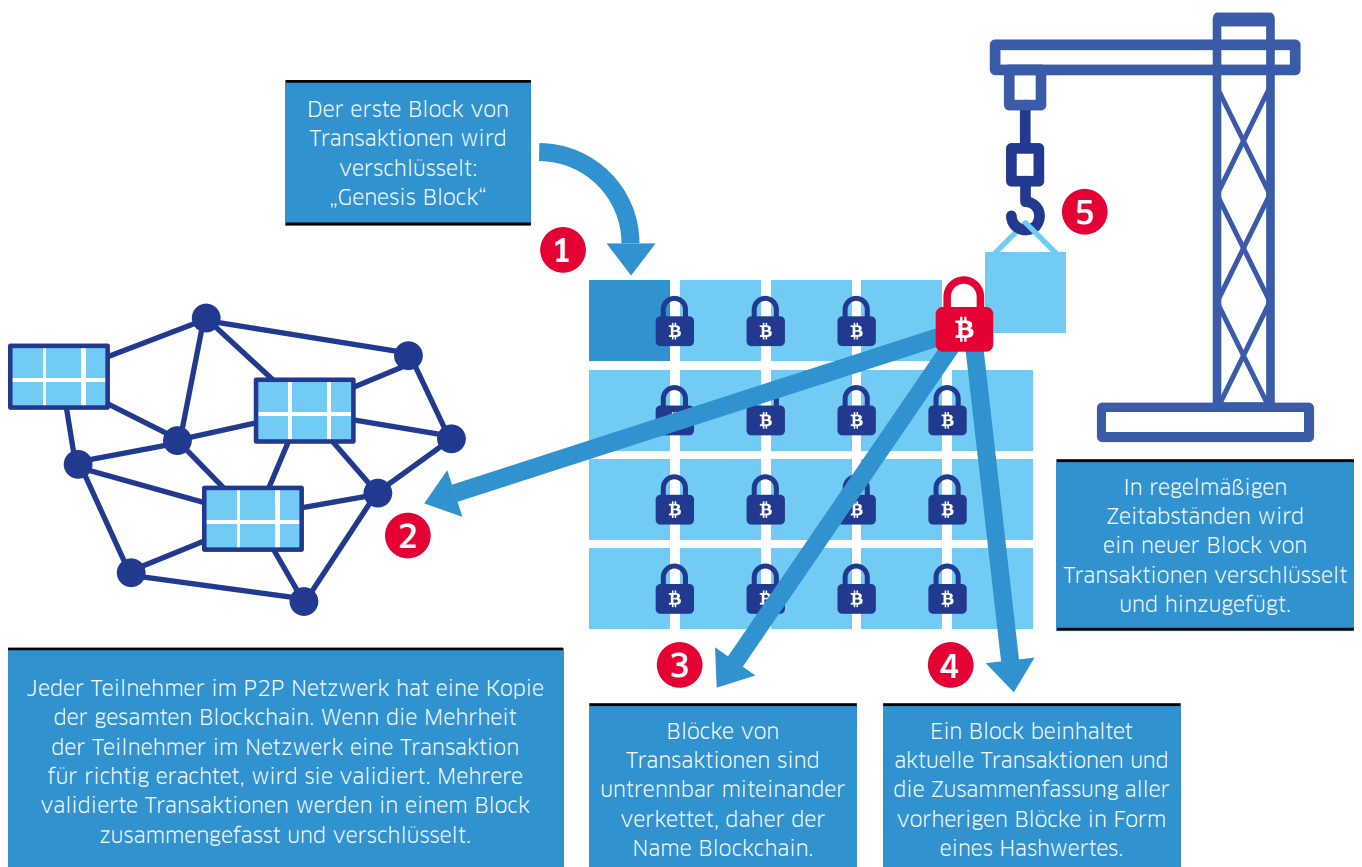 Der erste Block von
Transaktionen wird
verschlüsselt:
„Genesis Block“
1
5
₿ ₿ ₿ ₿
₿ ₿ ₿ ₿
₿ ₿ ₿ ₿
₿ ₿ ₿ ₿
2
In regelmäßigen
Zeitabständen wird
ein neuer Block von
Transaktionen verschlüsselt
und hinzugefügt.
Jeder Teilnehmer im P2P Netzwerk hat eine Kopie
der gesamten Blockchain. Wenn die Mehrheit
der Teilnehmer im Netzwerk eine Transaktion
für richtig erachtet, wird sie validiert. Mehrere
validierte Transaktionen werden in einem Block
zusammengefasst und verschlüsselt.
3
Blöcke von
Transaktionen sind
untrennbar miteinander
verkettet, daher der
Name Blockchain.
4
Ein Block beinhaltet
aktuelle Transaktionen und
die Zusammenfassung aller
vorherigen Blöcke in Form
eines Hashwertes.